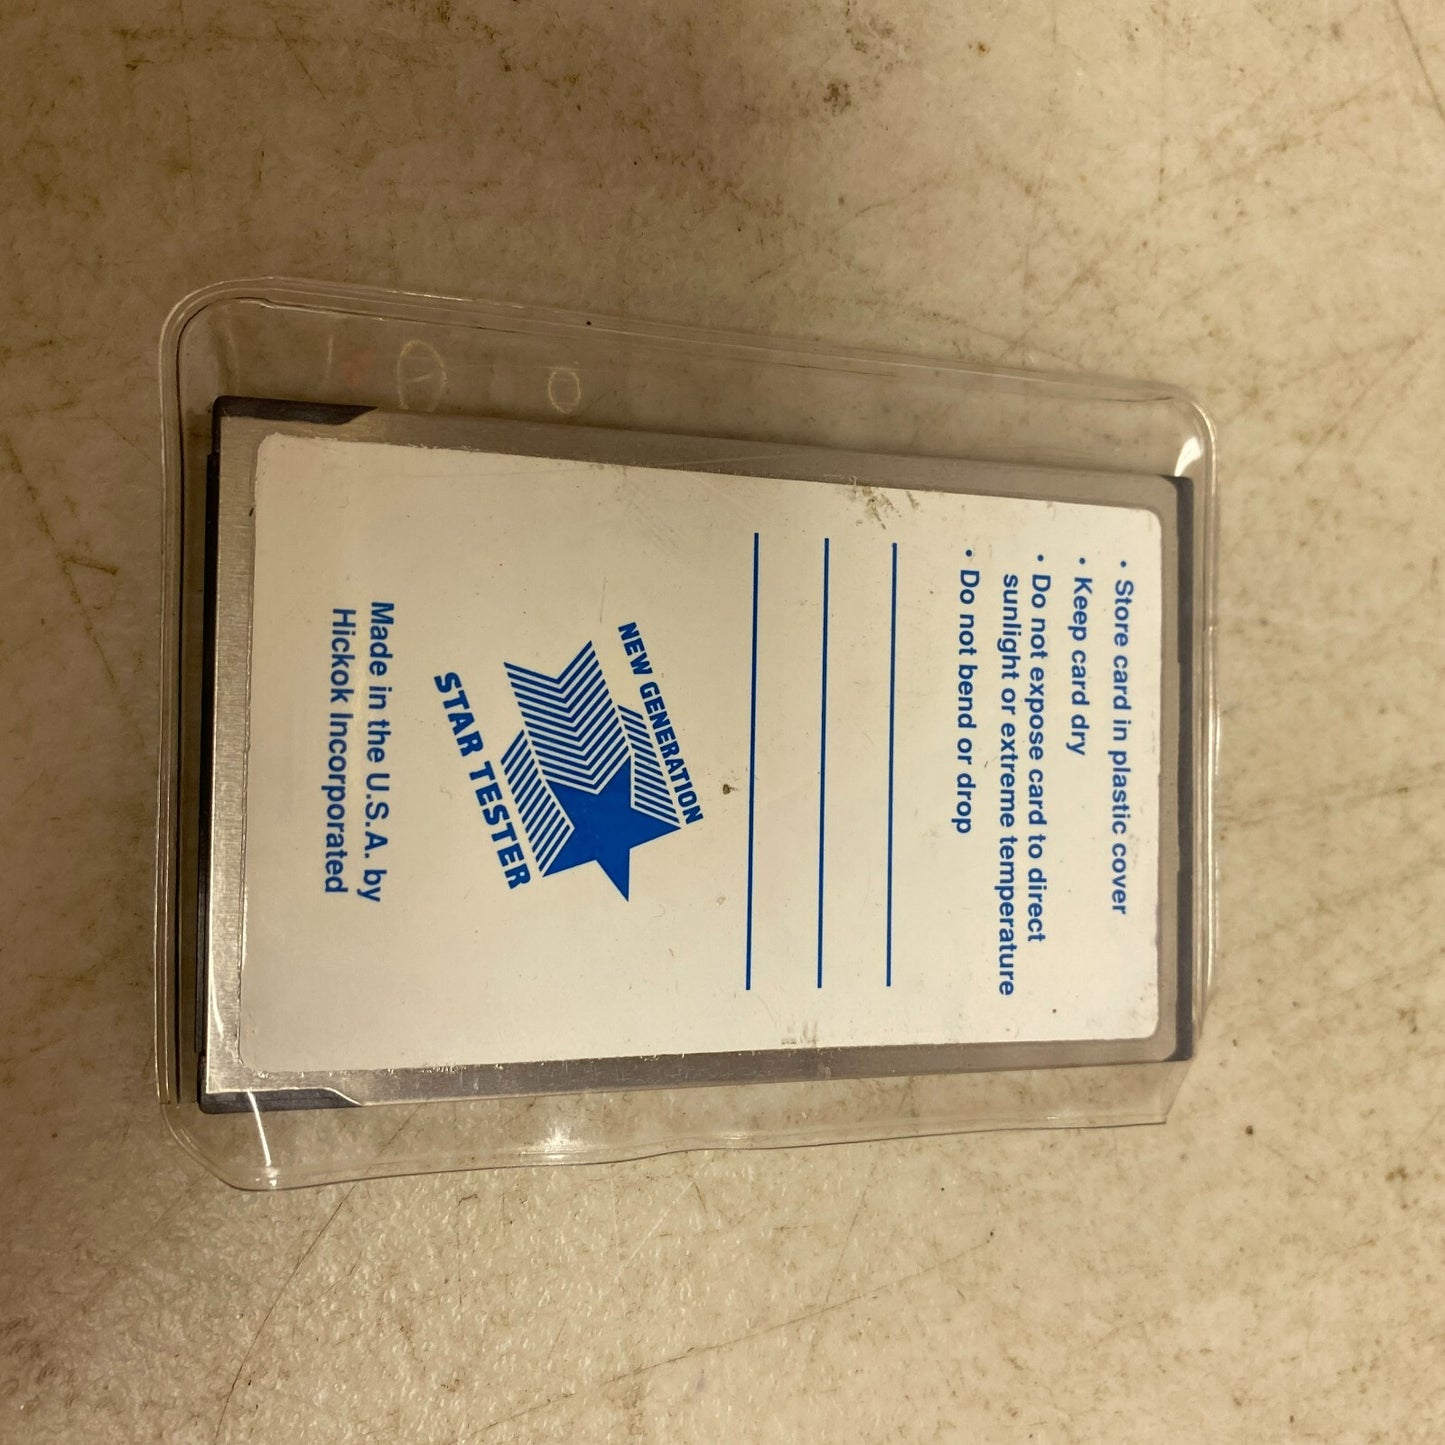 • Store card in plastic cover
• Keep card dry
• Do not expose card to direct
sunlight or extreme temperature
• Do not bend or drop
NEW GENERATION
STAR TESTER
Made in the U.S.A. by
Hickok Incorporated